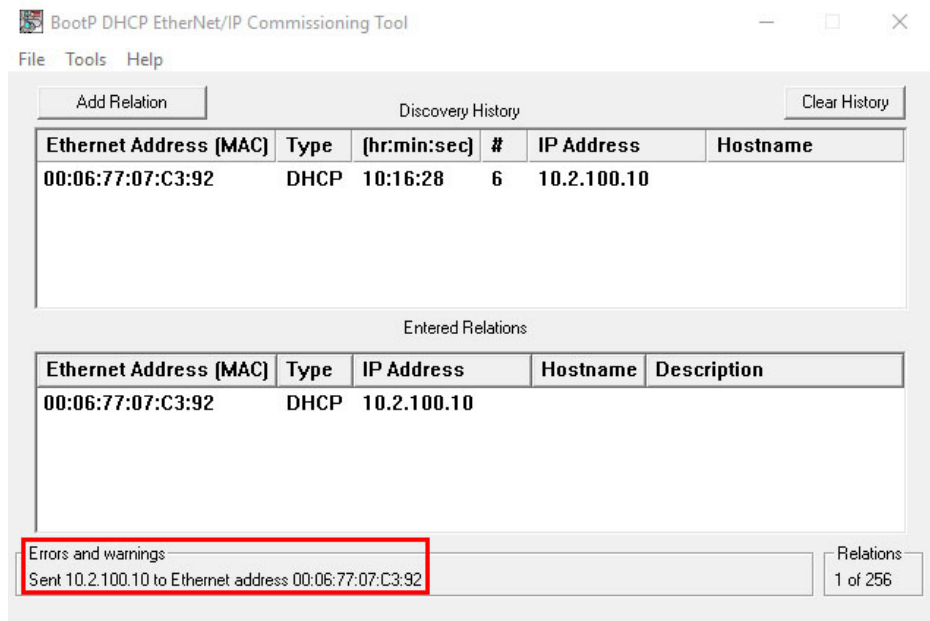 BootP DHCP EtherNet/IP Commissioning Tool
File Tools Help
Add Relation Discovery History Clear History
Ethernet Address (MAC) Type (hr:min:sec) # IP Address Hostname
00:06:77:07:C3:92 DHCP 10:16:28 6 10.2.100.10
Entered Relations
Ethernet Address (MAC) Type IP Address Hostname Description
00:06:77:07:C3:92 DHCP 10.2.100.10
Errors and warnings Relations
Sent 10.2.100.10 to Ethernet address 00:06:77:07:C3:92 1 of 256